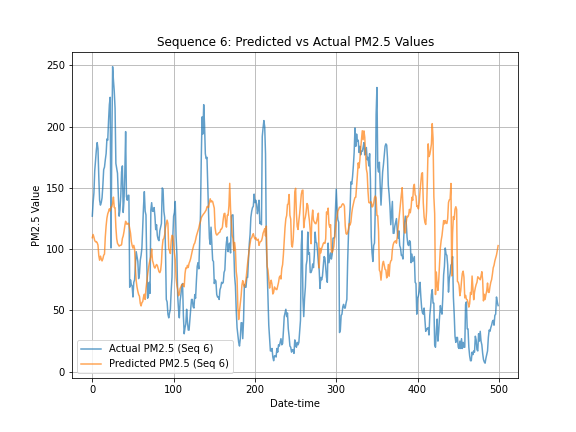 Sequence 6: Predicted vs Actual PM2.5 Values
PM2.5 Value
250
200
150
100
50
0
Actual PM2.5 (Seq 6)
Predicted PM2.5 (Seq 6)
0 100 200 300 400 500
Date-time